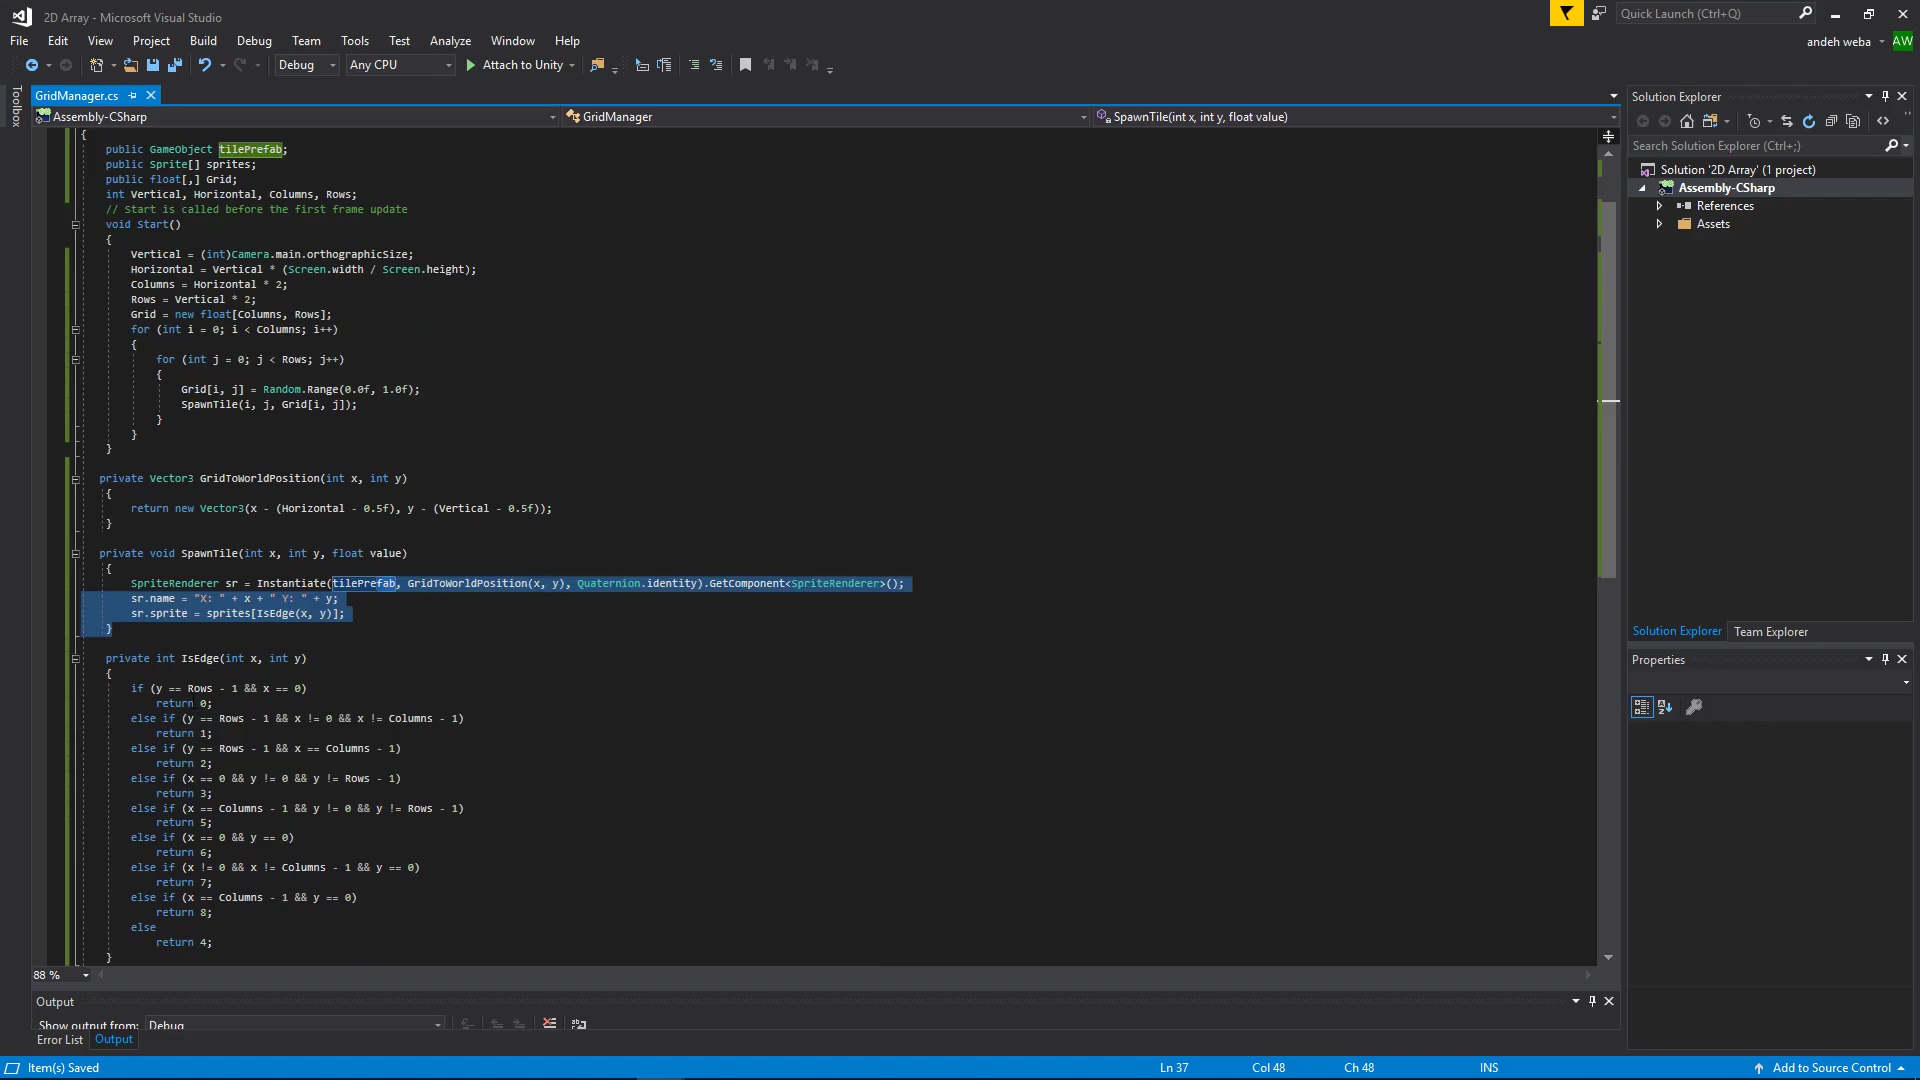 2D Array - Microsoft Visual Studio
Quick Launch (Ctrl+Q)
File Edit View Project Build Debug Team Tools Test Analyze Window Help
andeh weba AW
Debug Any CPU Attach to Unity
Toolbox
GridManager.cs
Assembly-CSharp GridManager SpawnTile(int x, int y, float value)
{
public GameObject tilePrefab;
public Sprite[] sprites;
public float[,] Grid;
int Vertical, Horizontal, Columns, Rows;
// Start is called before the first frame update
void Start()
{
Vertical = (int)Camera.main.orthographicSize;
Horizontal = Vertical * (Screen.width / Screen.height);
Columns = Horizontal * 2;
Rows = Vertical * 2;
Grid = new float[Columns, Rows];
for (int i = 0; i < Columns; i++)
{
for (int j = 0; j < Rows; j++)
{
Grid[i, j] = Random.Range(0.0f, 1.0f);
SpawnTile(i, j, Grid[i, j]);
}
}
}
private Vector3 GridToWorldPosition(int x, int y)
{
return new Vector3(x - (Horizontal - 0.5f), y - (Vertical - 0.5f));
}
private void SpawnTile(int x, int y, float value)
{
SpriteRenderer sr = Instantiate(tilePrefab, GridToWorldPosition(x, y), Quaternion.identity).GetComponent<SpriteRenderer>();
sr.name = "X: " + x + " Y: " + y;
sr.sprite = sprites[IsEdge(x, y)];
}
private int IsEdge(int x, int y)
{
if (y == Rows - 1 && x == 0)
return 0;
else if (y == Rows - 1 && x != 0 && x != Columns - 1)
return 1;
else if (y == Rows - 1 && x == Columns - 1)
return 2;
else if (x == 0 && y != 0 && y != Rows - 1)
return 3;
else if (x == Columns - 1 && y != 0 && y != Rows - 1)
return 5;
else if (x == 0 && y == 0)
return 6;
else if (x != 0 && x != Columns - 1 && y == 0)
return 7;
else if (x == Columns - 1 && y == 0)
return 8;
else
return 4;
}
88 %
Output
Show output from: Debug
Error List Output
Solution Explorer
Search Solution Explorer (Ctrl+;)
Solution '2D Array' (1 project)
Assembly-CSharp
References
Assets
Solution Explorer Team Explorer
Properties
Item(s) Saved Ln 37 Col 48 Ch 48 INS Add to Source Control